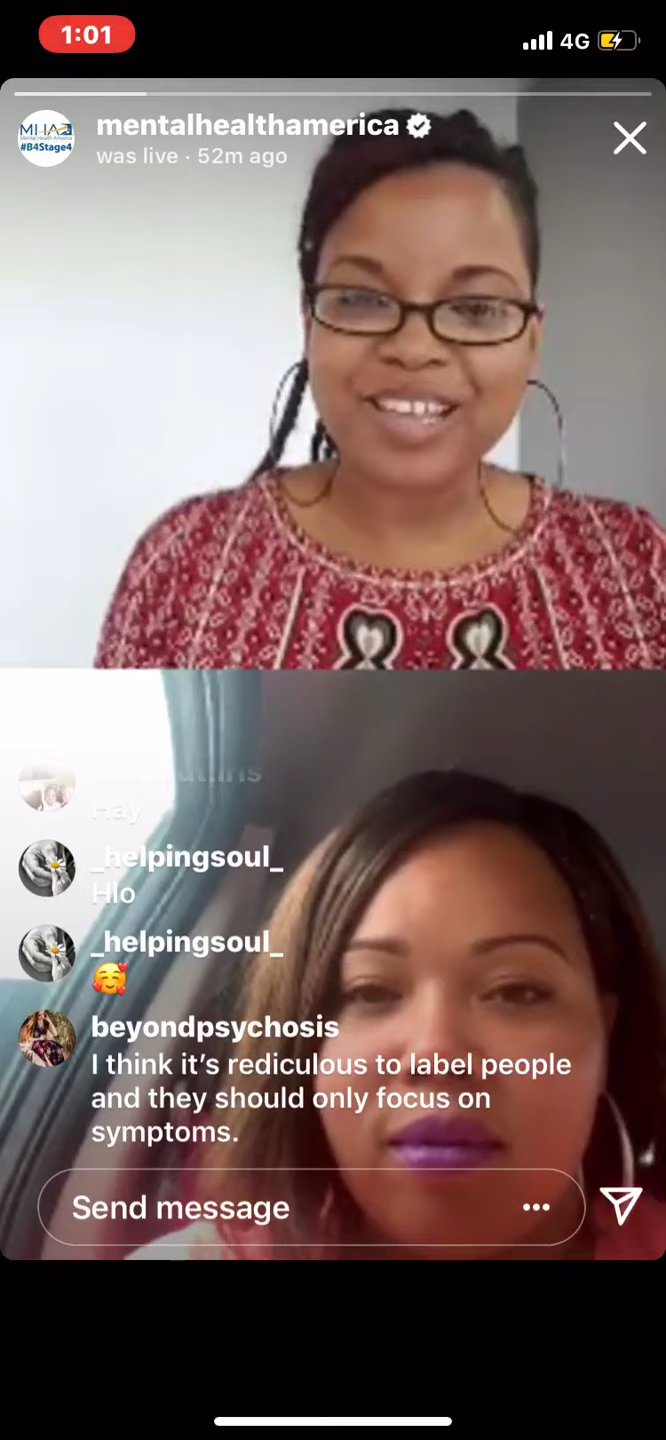 1:01
4G
MHA
Mental Health America
#B4Stage4
mentalhealthamerica
was live · 52m ago
Hay
_helpingsoul_
Hlo
_helpingsoul_
🥰
beyondpsychosis
I think it’s rediculous to label people
and they should only focus on
symptoms.
Send message